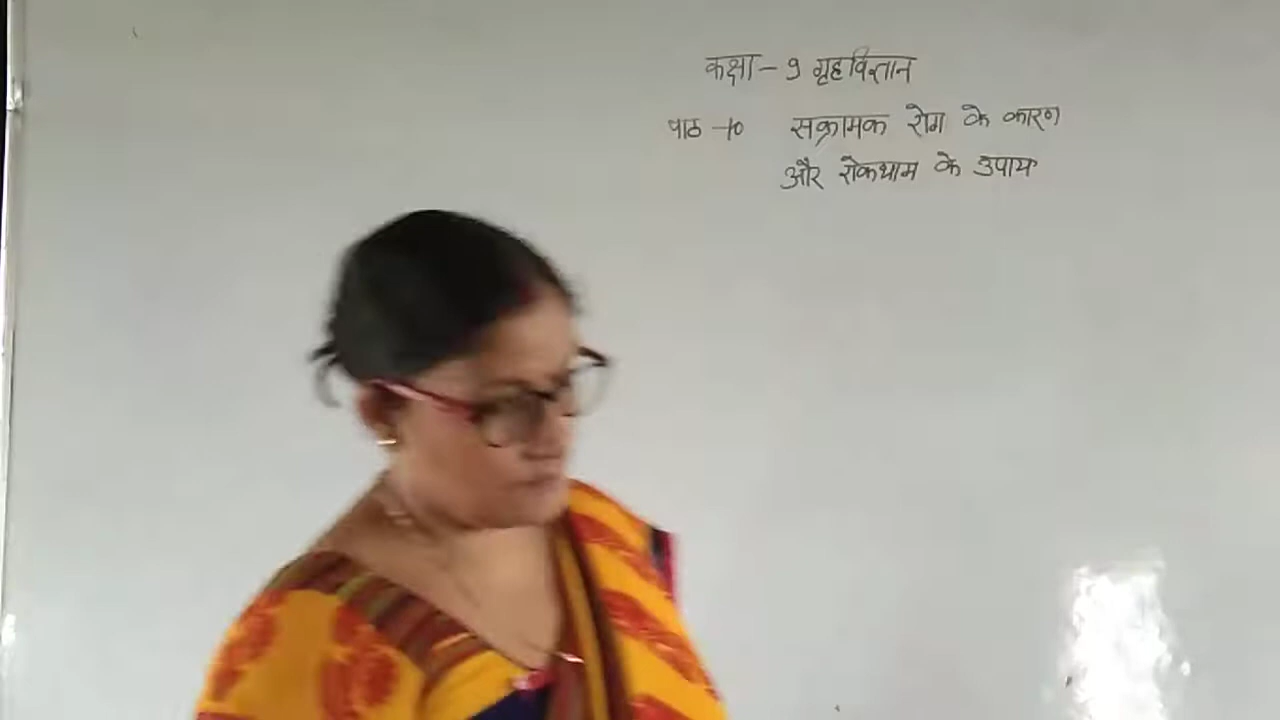 कक्षा - 9 गृहविज्ञान
पाठ - 10 सक्रामक रोग के कारण
और रोकथाम के उपाय